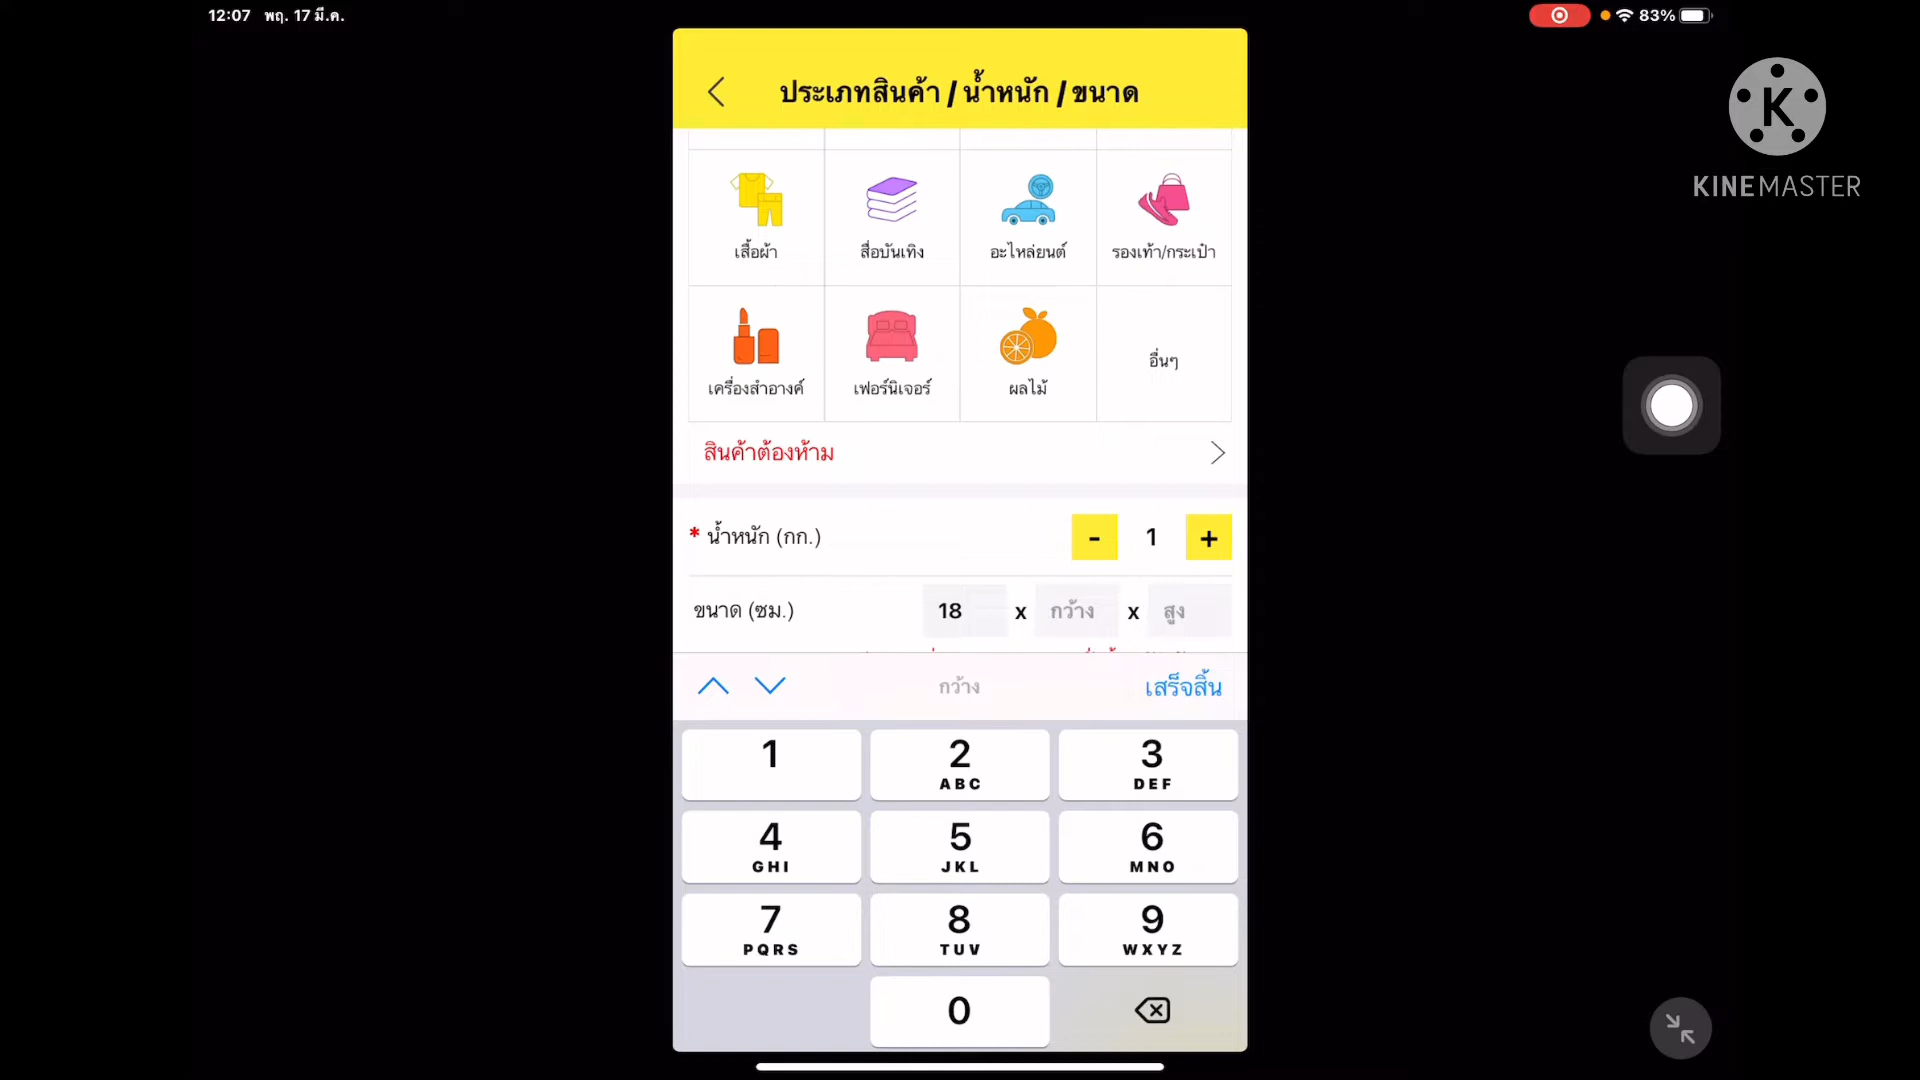 12:07 พฤ. 17 มี.ค.
83%
KINEMASTER
ประเภทสินค้า / น้ำหนัก / ขนาด
เสื้อผ้า
สื่อบันเทิง
อะไหล่ยนต์
รองเท้า/กระเป๋า
เครื่องสำอางค์
เฟอร์นิเจอร์
ผลไม้
อื่นๆ
สินค้าต้องห้าม
* น้ำหนัก (กก.) - 1 +
ขนาด (ซม.) 18 x กว้าง x สูง
กว้าง เสร็จสิ้น
1 2 3
ABC DEF
4 5 6
GHI JKL MNO
7 8 9
PQRS TUV WXYZ
0